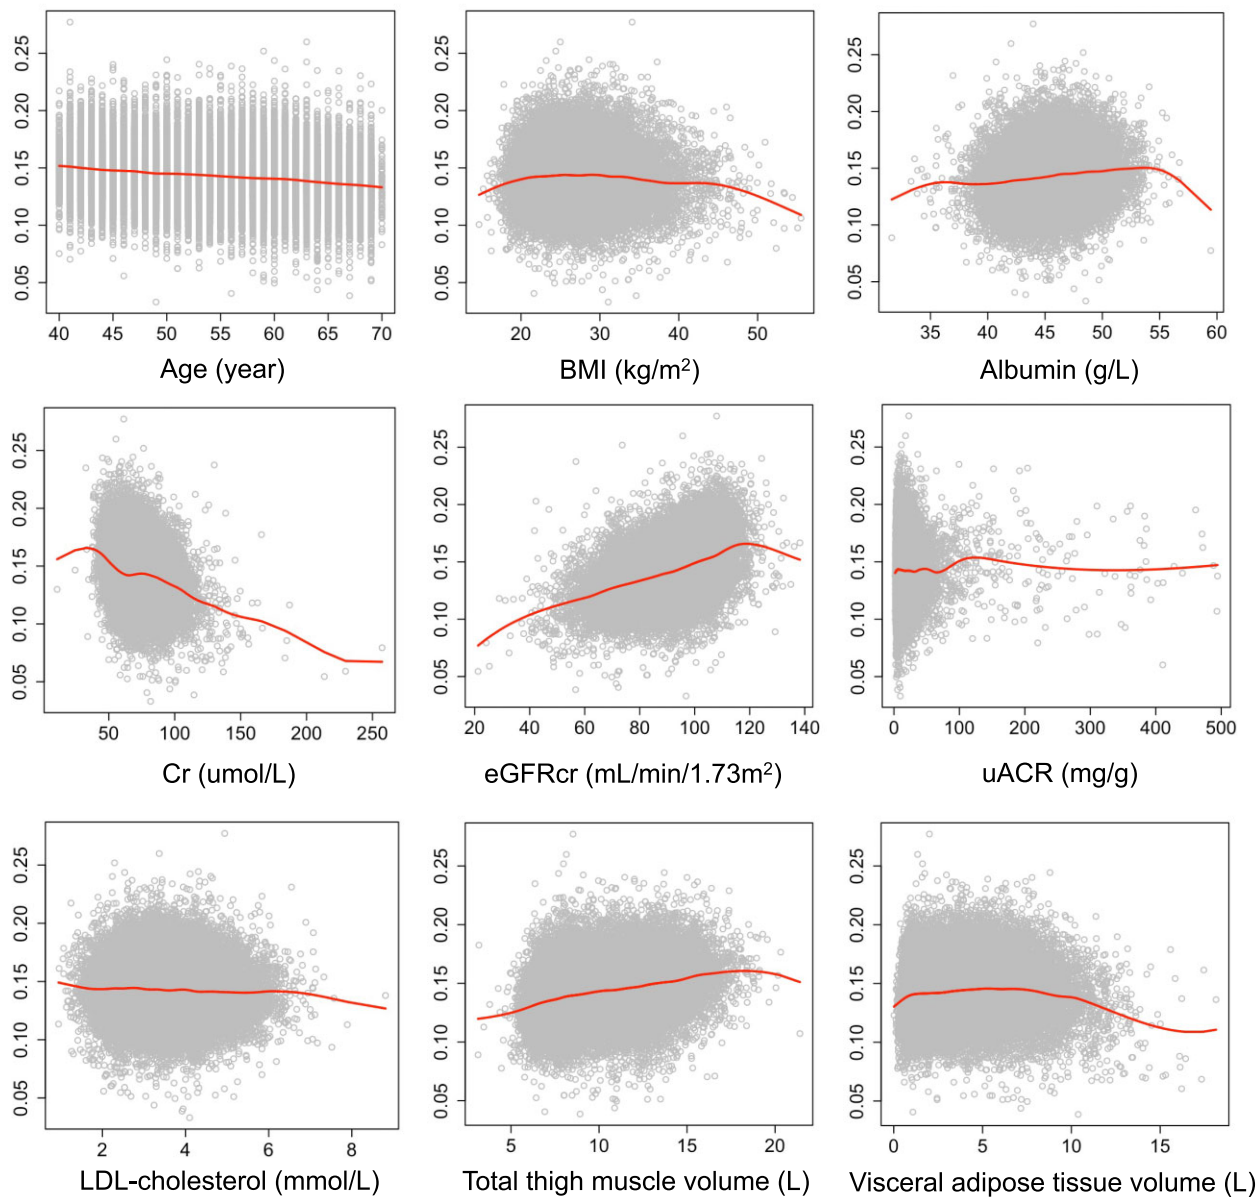 0.05 0.10 0.15 0.20 0.25
40 45 50 55 60 65 70
Age (year)
0.05 0.10 0.15 0.20 0.25
20 30 40 50
BMI (kg/m²)
0.05 0.10 0.15 0.20 0.25
35 40 45 50 55 60
Albumin (g/L)
0.05 0.10 0.15 0.20 0.25
50 100 150 200 250
Cr (umol/L)
0.05 0.10 0.15 0.20 0.25
20 40 60 80 100 120 140
eGFRcr (mL/min/1.73m²)
0.05 0.10 0.15 0.20 0.25
0 100 200 300 400 500
uACR (mg/g)
0.05 0.10 0.15 0.20 0.25
2 4 6 8
LDL-cholesterol (mmol/L)
0.05 0.10 0.15 0.20 0.25
5 10 15 20
Total thigh muscle volume (L)
0.05 0.10 0.15 0.20 0.25
0 5 10 15
Visceral adipose tissue volume (L)